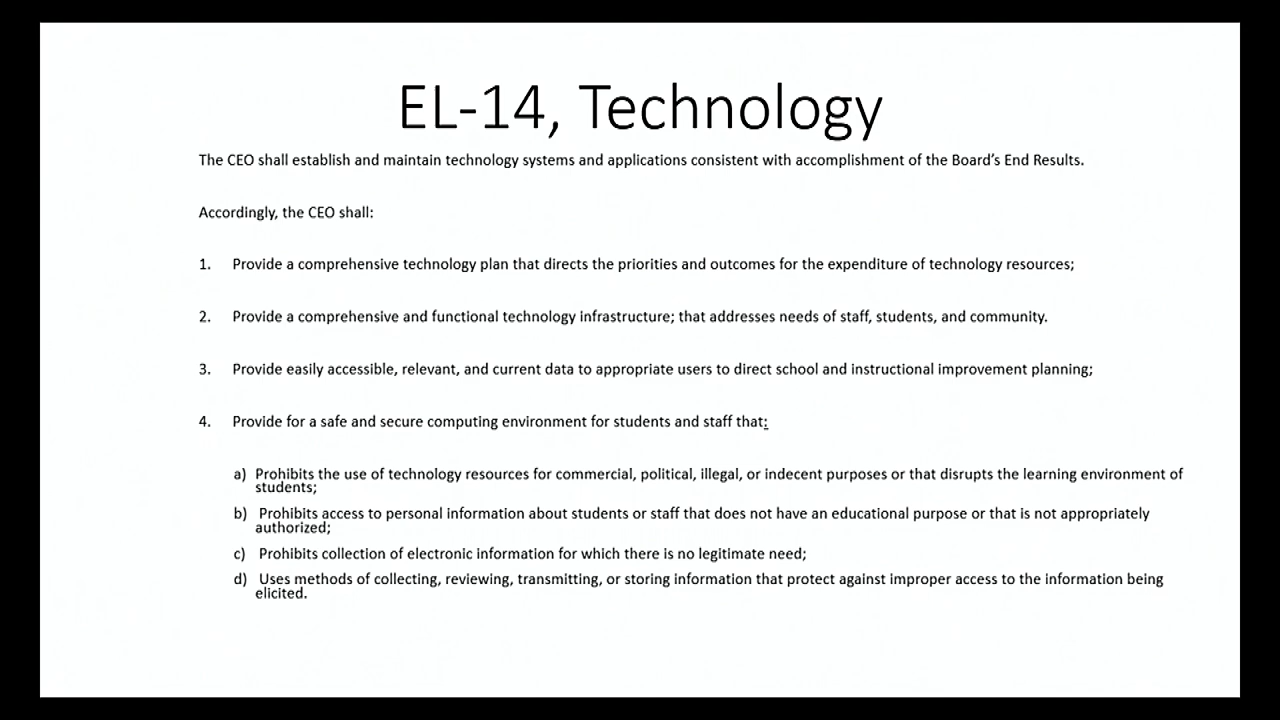 EL-14, Technology
The CEO shall establish and maintain technology systems and applications consistent with accomplishment of the Board's End Results.
Accordingly, the CEO shall:
1. Provide a comprehensive technology plan that directs the priorities and outcomes for the expenditure of technology resources;
2. Provide a comprehensive and functional technology infrastructure; that addresses needs of staff, students, and community.
3. Provide easily accessible, relevant, and current data to appropriate users to direct school and instructional improvement planning;
4. Provide for a safe and secure computing environment for students and staff that:
a) Prohibits the use of technology resources for commercial, political, illegal, or indecent purposes or that disrupts the learning environment of
students;
b) Prohibits access to personal information about students or staff that does not have an educational purpose or that is not appropriately
authorized;
c) Prohibits collection of electronic information for which there is no legitimate need;
d) Uses methods of collecting, reviewing, transmitting, or storing information that protect against improper access to the information being
elicited.